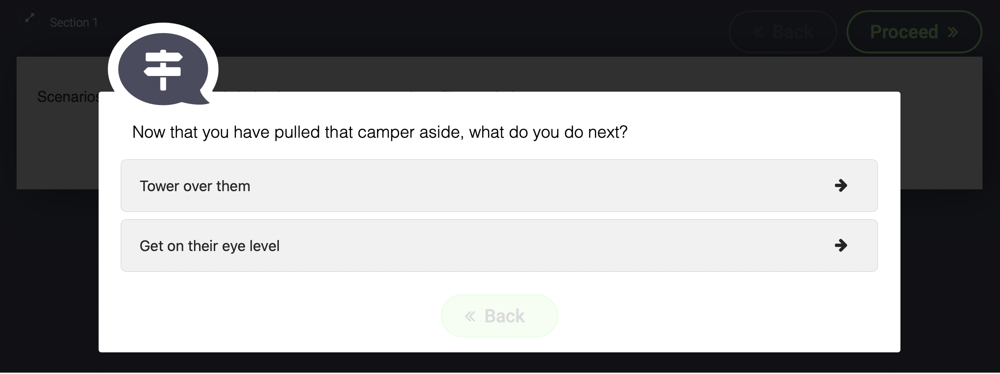 Section 1
« Back
Proceed »
Scenarios
Now that you have pulled that camper aside, what do you do next?
Tower over them
Get on their eye level
« Back